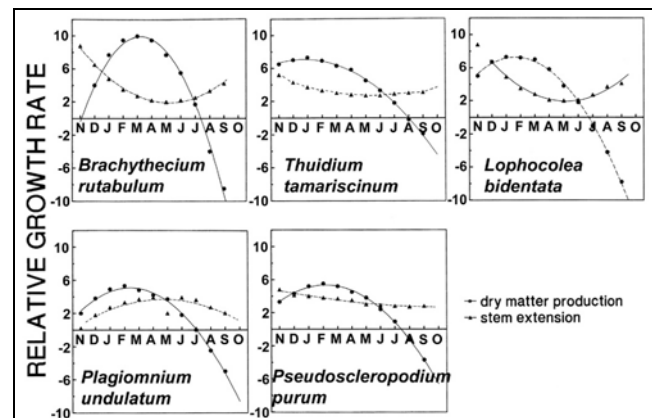 RELATIVE GROWTH RATE
10
6
2
-2
-6
-10
N D J F M A M J J A S O
Brachythecium
rutabulum
10
6
2
-2
-6
-10
N D J F M A M J J A S O
Thuidium
tamariscinum
10
6
2
-2
-6
-10
N D J F M A M J J A S O
Lophocolea
bidentata
10
6
2
-2
-6
-10
N D J F M A M J J A S O
Plagiomnium
undulatum
10
6
2
-2
-6
-10
N D J F M A M J J A S O
Pseudoscleropodium
purum
dry matter production
stem extension